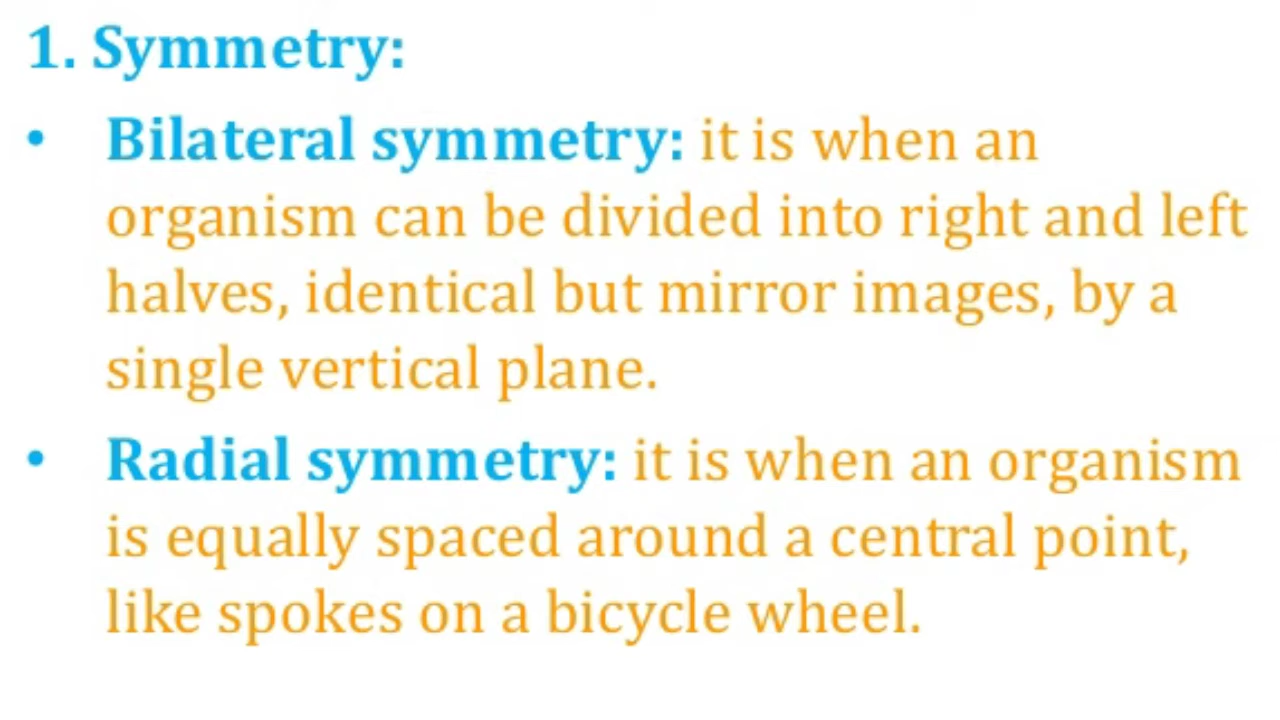 1. Symmetry:
• Bilateral symmetry: it is when an
organism can be divided into right and left
halves, identical but mirror images, by a
single vertical plane.
• Radial symmetry: it is when an organism
is equally spaced around a central point,
like spokes on a bicycle wheel.